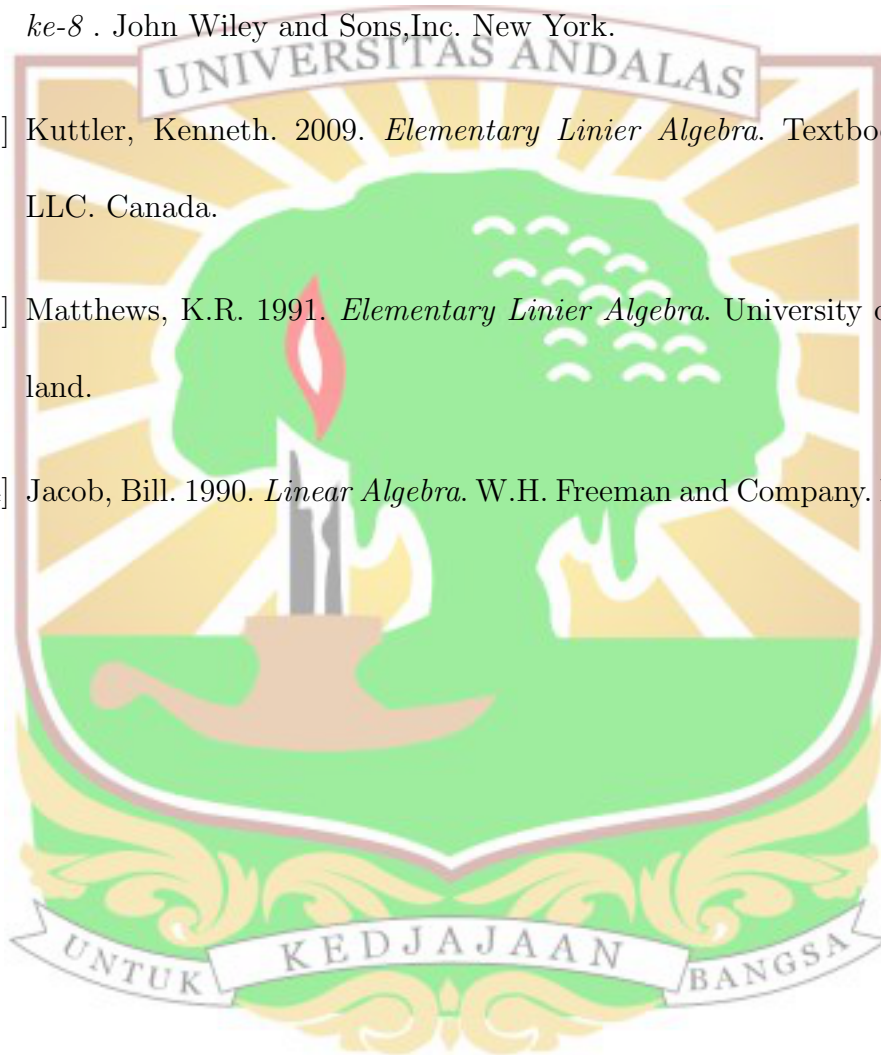 ke-8 . John Wiley and Sons,Inc. New York.
UNIVERSITAS ANDALAS
] Kuttler, Kenneth. 2009. Elementary Linier Algebra. Textbo
LLC. Canada.
] Matthews, K.R. 1991. Elementary Linier Algebra. University
land.
] Jacob, Bill. 1990. Linear Algebra. W.H. Freeman and Company.
UNTUK KEDJAJAAN BANGSA